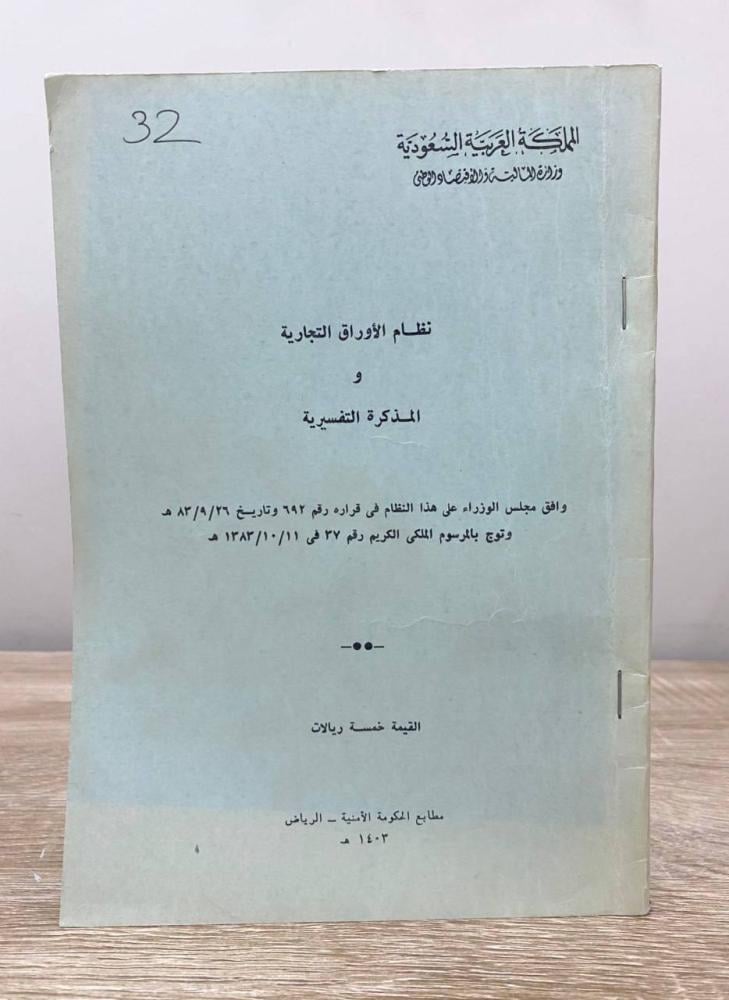 32
المملكة العربية السعودية
وزارة المالية والاقتصاد الوطنى
نظام الأوراق التجارية
و
المذكرة التفسيرية
وافق مجلس الوزراء على هذا النظام فى قراره رقم ٦٩٢ وتاريخ ٨٣/٩/٢٦ هـ
وتوج بالمرسوم الملكى الكريم رقم ٣٧ فى ١٣٨٣/١٠/١١ هـ
القيمة خمسة ريالات
مطابع الحكومة الأمنية – الرياض
١٤٠٣ هـ